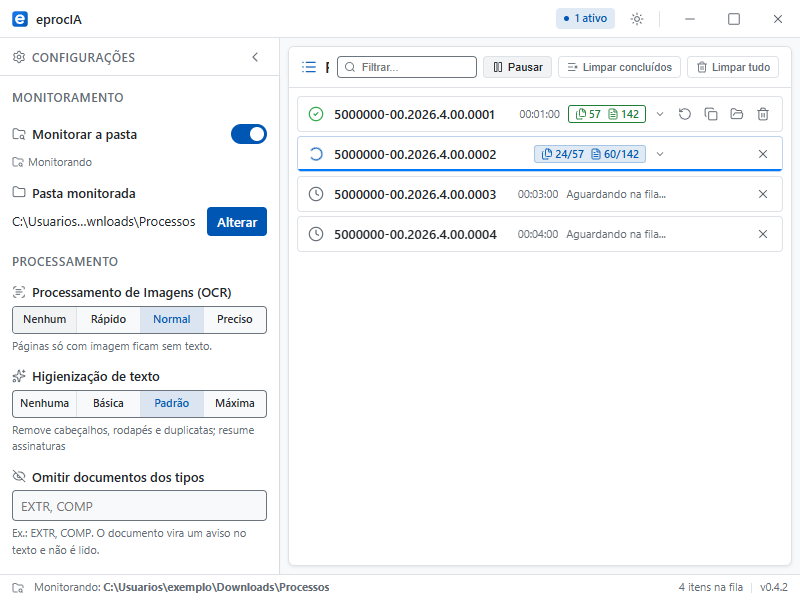 eprocIA
1 ativo
CONFIGURAÇÕES
MONITORAMENTO
Monitorar a pasta
Monitorando
Pasta monitorada
C:\Usuarios...wnloads\Processos
Alterar
PROCESSAMENTO
Processamento de Imagens (OCR)
Nenhum Rápido Normal Preciso
Páginas só com imagem ficam sem texto.
Higienização de texto
Nenhuma Básica Padrão Máxima
Remove cabeçalhos, rodapés e duplicatas; resume
assinaturas
Omitir documentos dos tipos
EXTR, COMP
Ex.: EXTR, COMP. O documento vira um aviso no
texto e não é lido.
Filtrar...
Pausar
Limpar concluídos
Limpar tudo
5000000-00.2026.4.00.0001 00:01:00 57 142
5000000-00.2026.4.00.0002 24/57 60/142
5000000-00.2026.4.00.0003 00:03:00 Aguardando na fila...
5000000-00.2026.4.00.0004 00:04:00 Aguardando na fila...
Monitorando: C:\Usuarios\exemplo\Downloads\Processos
4 itens na fila
v0.4.2